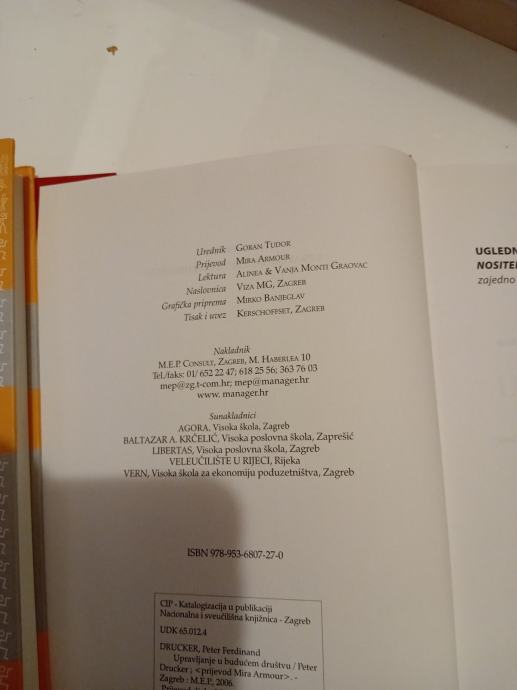 Urednik GORAN TUDOR
Prijevod MIRA ARMOUR
Lektura ALINEA & VANJA MONTI GRAOVAC
Naslovnica VIZA MG, ZAGREB
Grafička priprema MIRKO BANJEGLAV
Tisak i uvez KERSCHOFFSET, ZAGREB
Nakladnik
M.E.P. CONSULT, ZAGREB, M. HABERLEA 10
Tel./faks: 01/ 652 22 47; 618 25 56; 363 76 03
mep@zg.t-com.hr; mep@manager.hr
www. manager.hr
Sunakladnici
AGORA, Visoka škola, Zagreb
BALTAZAR A. KRČELIĆ, Visoka poslovna škola, Zaprešić
LIBERTAS, Visoka poslovna škola, Zagreb
VELEUČILIŠTE U RIJECI, Rijeka
VERN, Visoka škola za ekonomiju poduzetništva, Zagreb
ISBN 978-953-6807-27-0
CIP - Katalogizacija u publikaciji
Nacionalna i sveučilišna knjižnica - Zagreb
UDK 65.012.4
DRUCKER, Peter Ferdinand
Upravljanje u budućem društvu / Peter
Drucker ; <prijevod Mira Armour>. -
Zagreb : M.E.P., 2006.
UGLEDN
NOSITE
zajedno